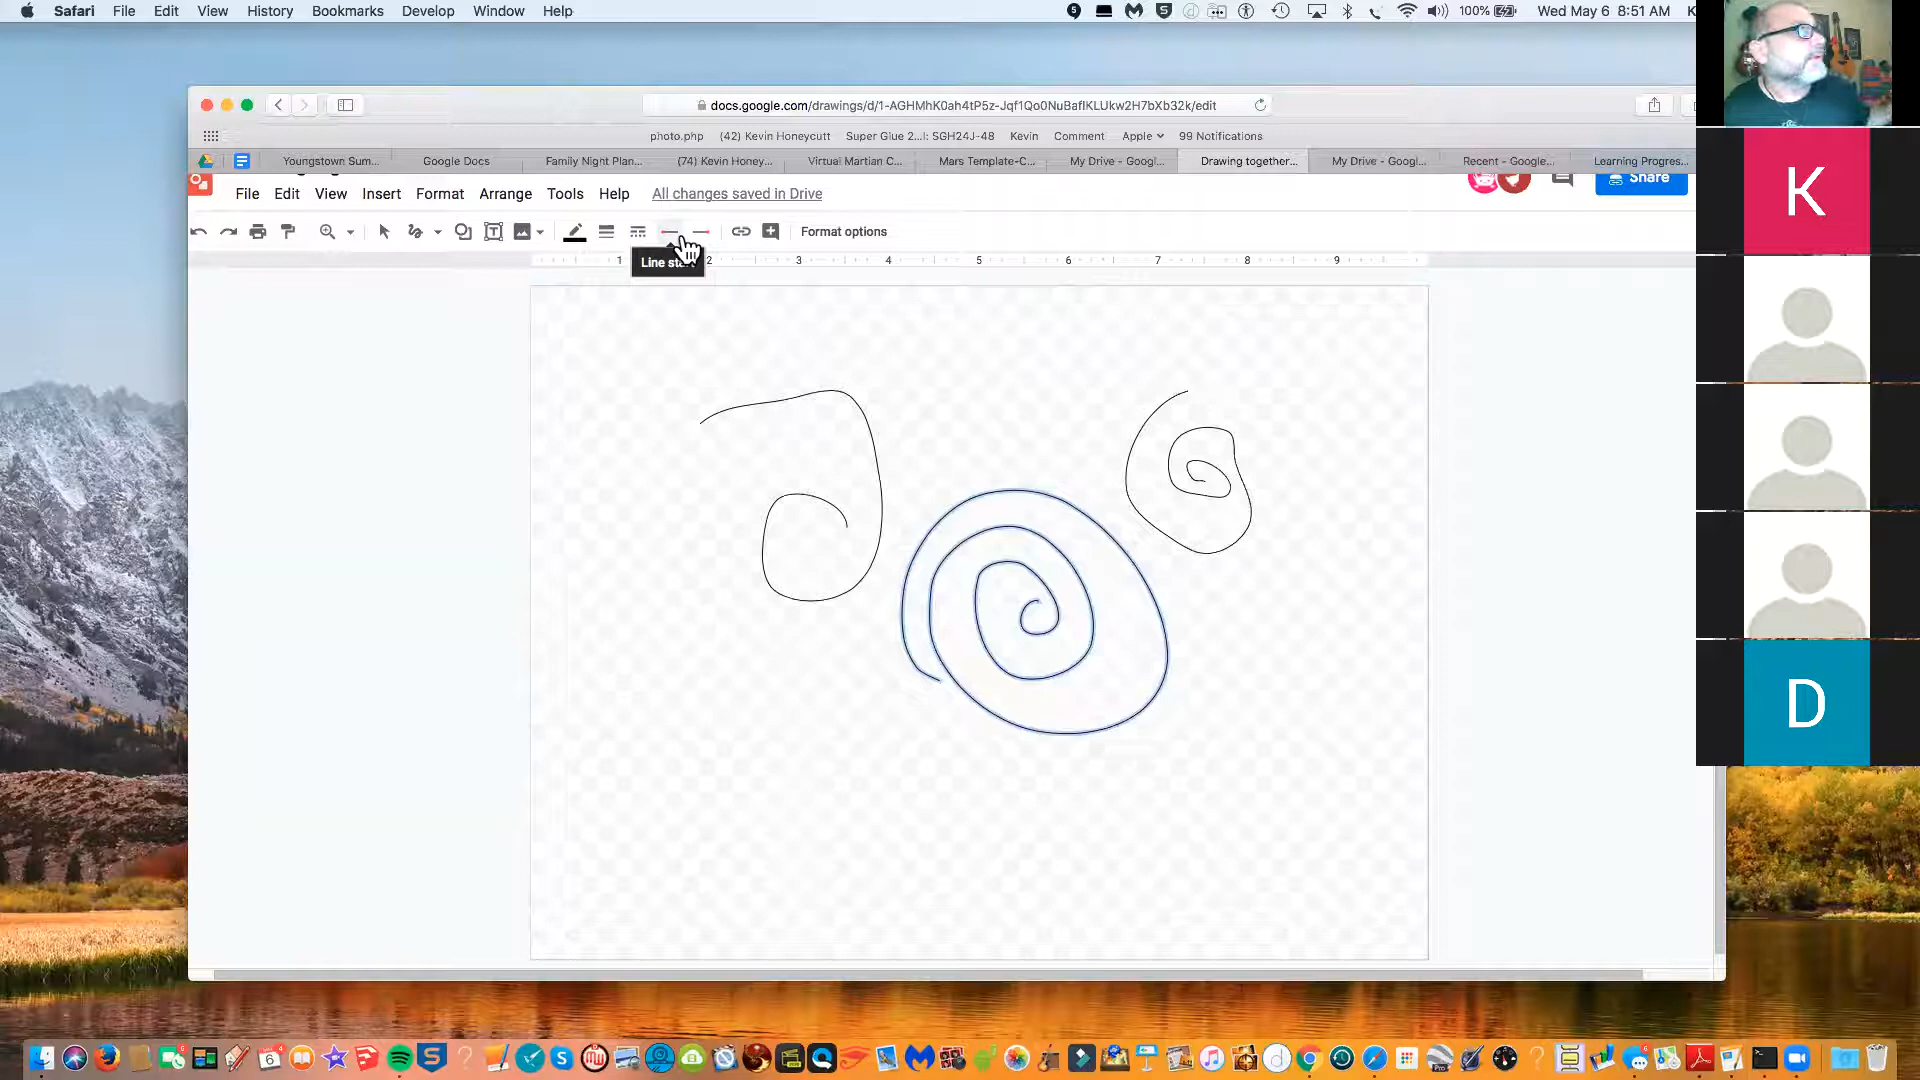 Safari File Edit View History Bookmarks Develop Window Help 100% Wed May 6 8:51 AM K
docs.google.com/drawings/d/1-AGHMhK0ah4tP5z-Jqf1Qo0NuBaflKLUkw2H7bXb32k/edit
photo.php (42) Kevin Honeycutt Super Glue 2...l: SGH24J-48 Kevin Comment Apple 99 Notifications
Youngstown Sum... Google Docs Family Night Plan... (74) Kevin Honey... Virtual Martian C... Mars Template-C... My Drive - Googl... Drawing together... My Drive - Googl... Recent - Google... Learning Progres...
File Edit View Insert Format Arrange Tools Help All changes saved in Drive Share
Format options
Line sta
1 2 3 4 5 6 7 8 9
K
D